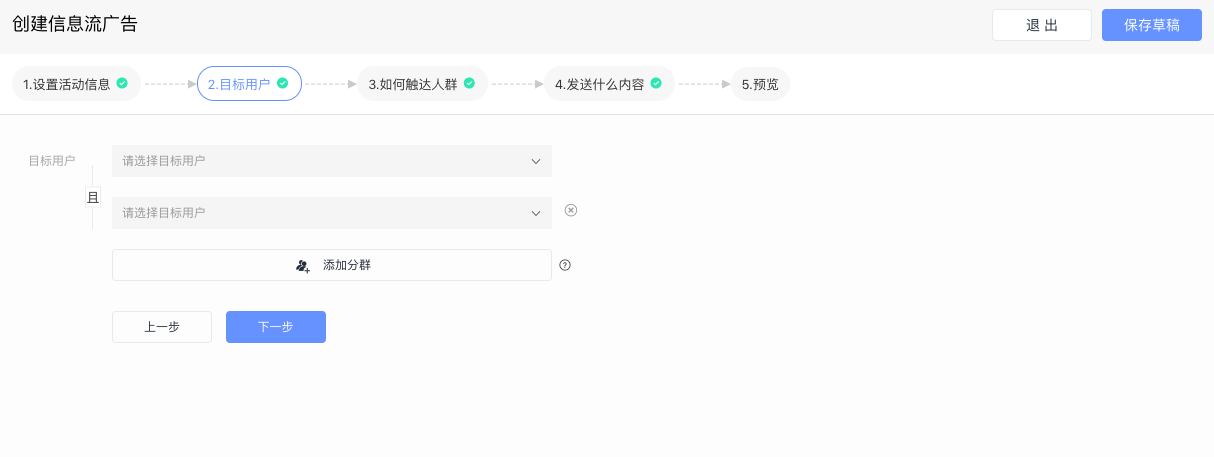 创建信息流广告
退 出
保存草稿
1.设置活动信息
2.目标用户
3.如何触达人群
4.发送什么内容
5.预览
目标用户
请选择目标用户
且
请选择目标用户
添加分群
上一步
下一步